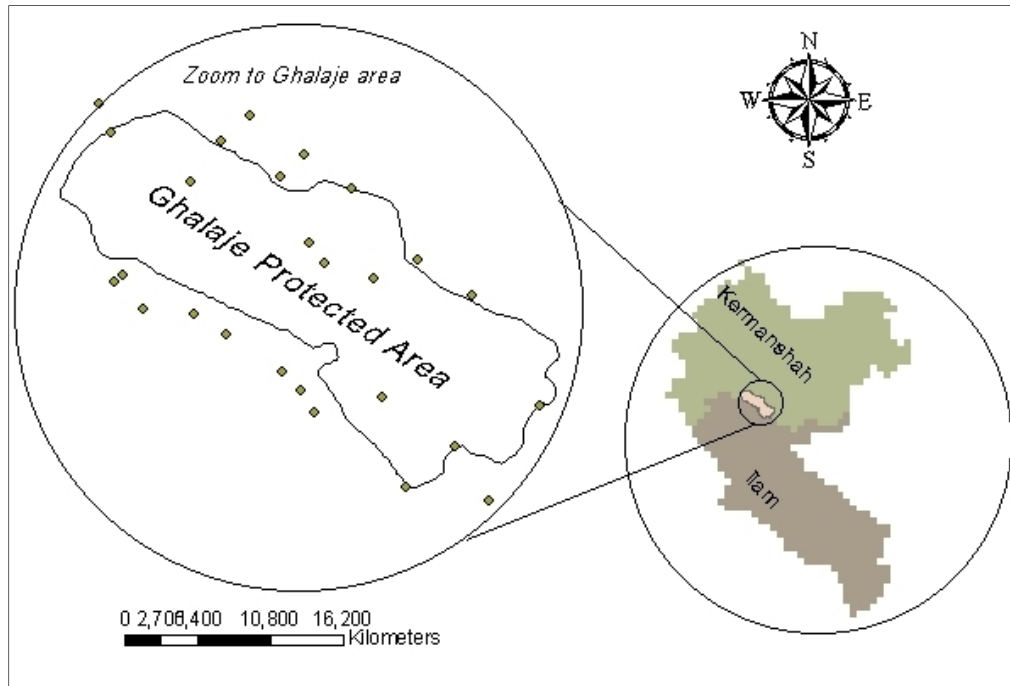 Zoom to Ghalaje area
N
W E
S
Ghalaje Protected Area
Kermanshah
Ilam
0 2,700 5,400 10,800 16,200
Kilometers